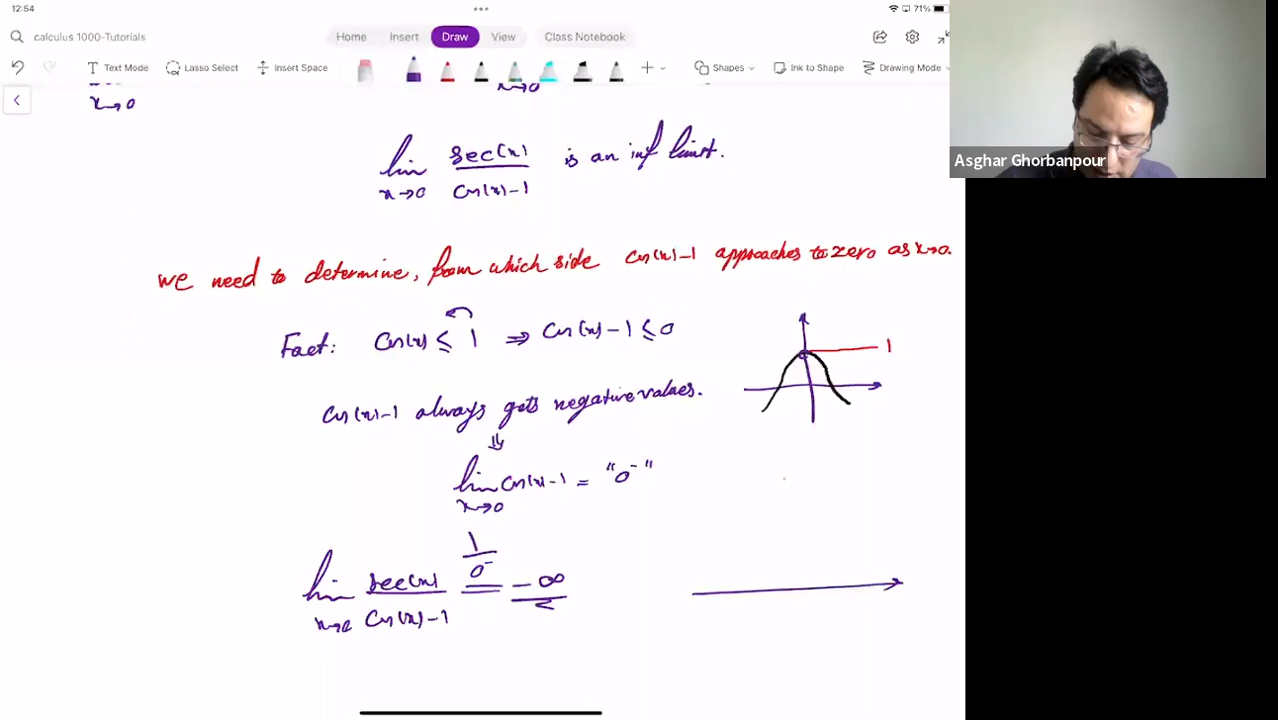 12:54
71%
calculus 1000-Tutorials
Home Insert Draw View Class Notebook
Text Mode Lasso Select Insert Space Shapes Ink to Shape Drawing Mode
x→0 x→0
lim x→0 sec(x)/cos(x)-1 is an inf limit.
Asghar Ghorbanpour
we need to determine, from which side cos(x)-1 approaches to zero as x→0.
Fact: cos(x) ≤ 1 ⇒ cos(x)-1 ≤ 0
1
cos(x)-1 always gets negative values.
⇓
lim x→0 cos(x)-1 = "0⁻"
lim x→0 sec(x)/cos(x)-1 = 1/0⁻ = -∞